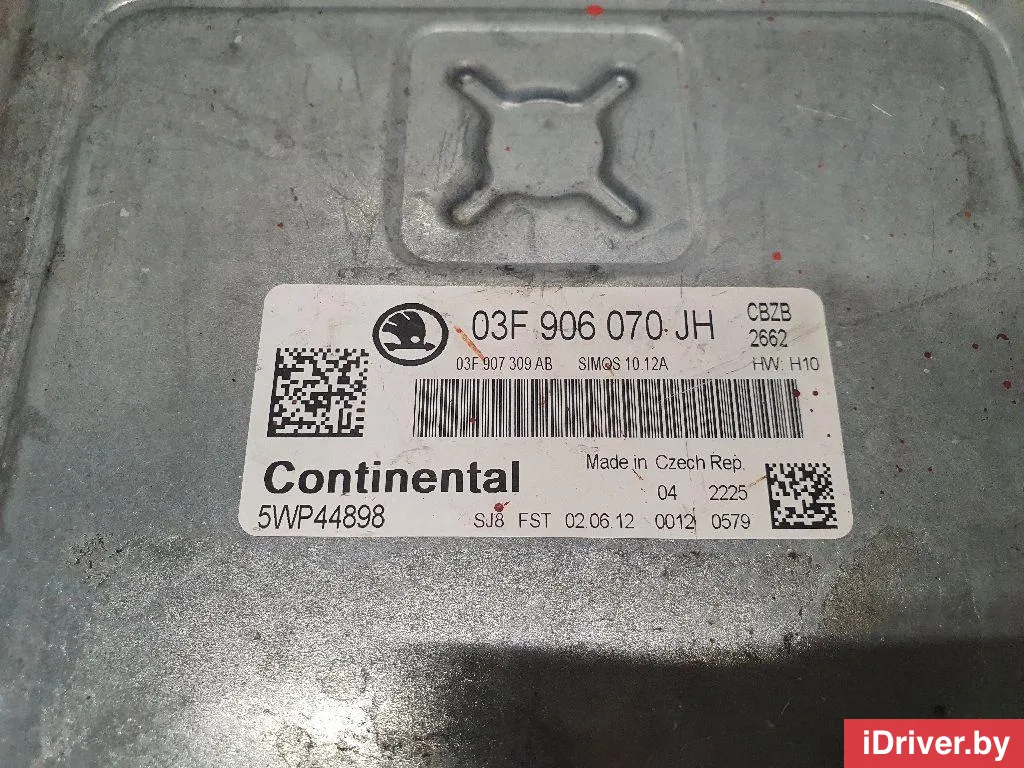 03F 906 070 JH CBZB
2662
03F 907 309 AB SIMOS 10.12A HW: H10
Continental Made in Czech Rep.
04 2225
5WP44898 SJ8 FST 02.06.12 0012 0579
iDriver.by